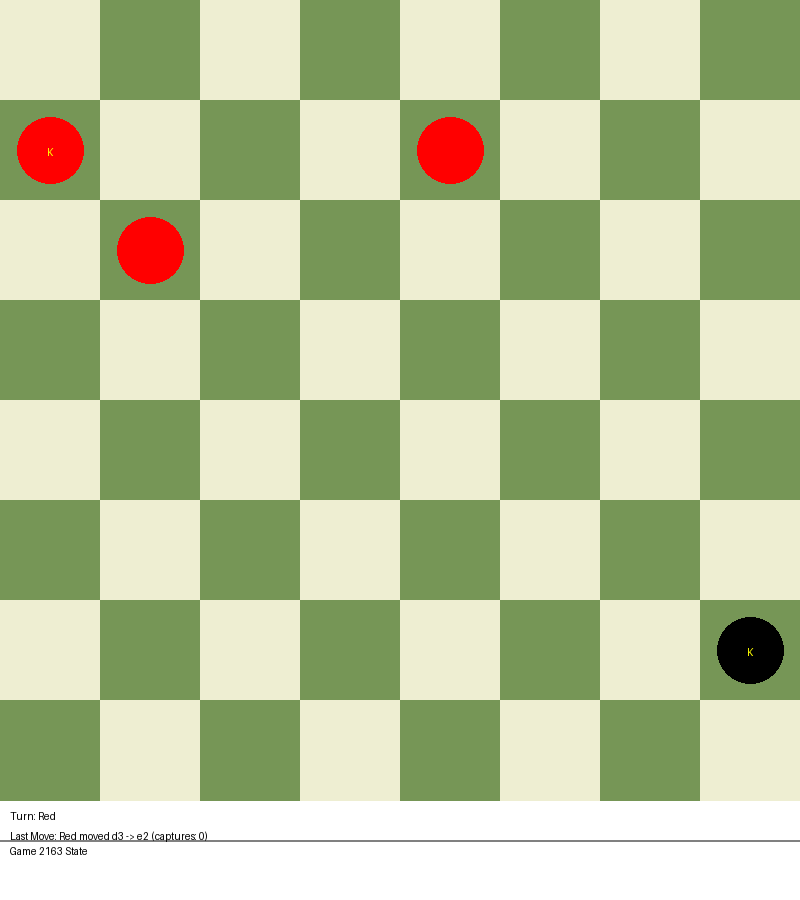 K
K
Turn: Red
Last Move: Red moved d3 -> e2 (captures: 0)
Game 2163 State